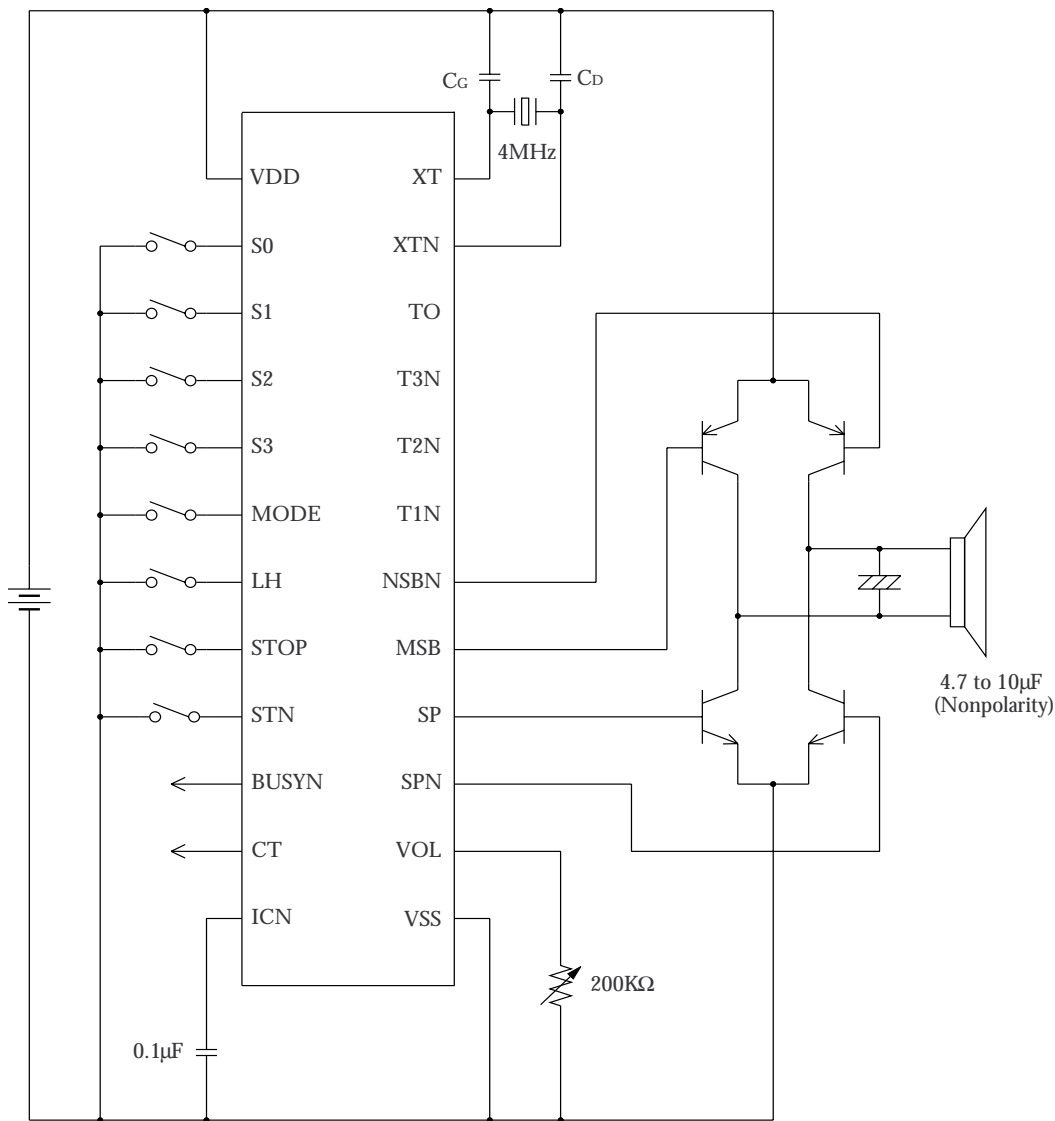 CG
CD
4MHz
VDD
XT
S0
XTN
S1
TO
S2
T3N
S3
T2N
MODE
T1N
LH
NSBN
STOP
MSB
STN
SP
BUSYN
SPN
CT
VOL
ICN
VSS
4.7 to 10μF
(Nonpolarity)
200KΩ
0.1μF